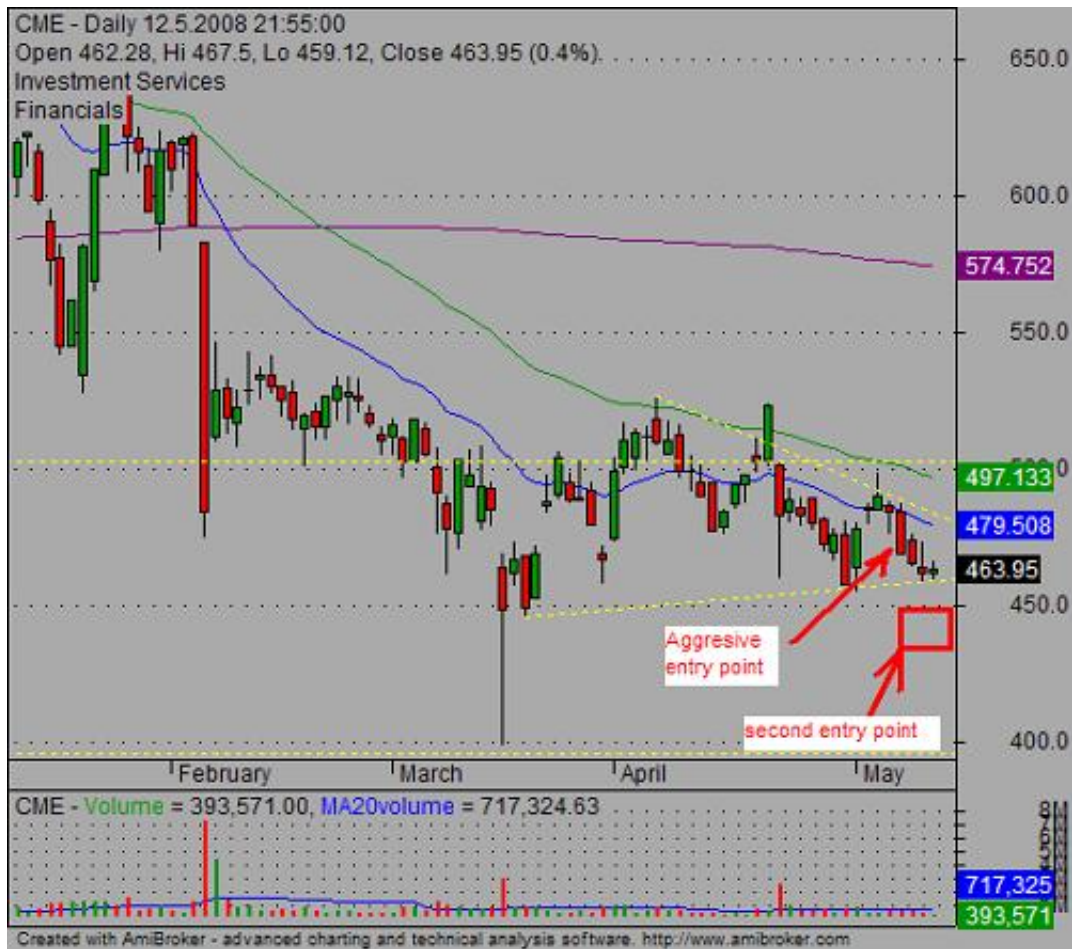 CME - Daily 12.5.2008 21:55:00
Open 462.28, Hi 467.5, Lo 459.12, Close 463.95 (0.4%)
Investment Services
Financials
650.0
600.0
574.752
550.0
497.133
479.508
463.95
450.0
Aggresive
entry point
second entry point
400.0
February
March
April
May
CME - Volume = 393,571.00, MA20volume = 717,324.63
8M
717,325
393,571
Created with AmiBroker - advanced charting and technical analysis software. http://www.amibroker.com